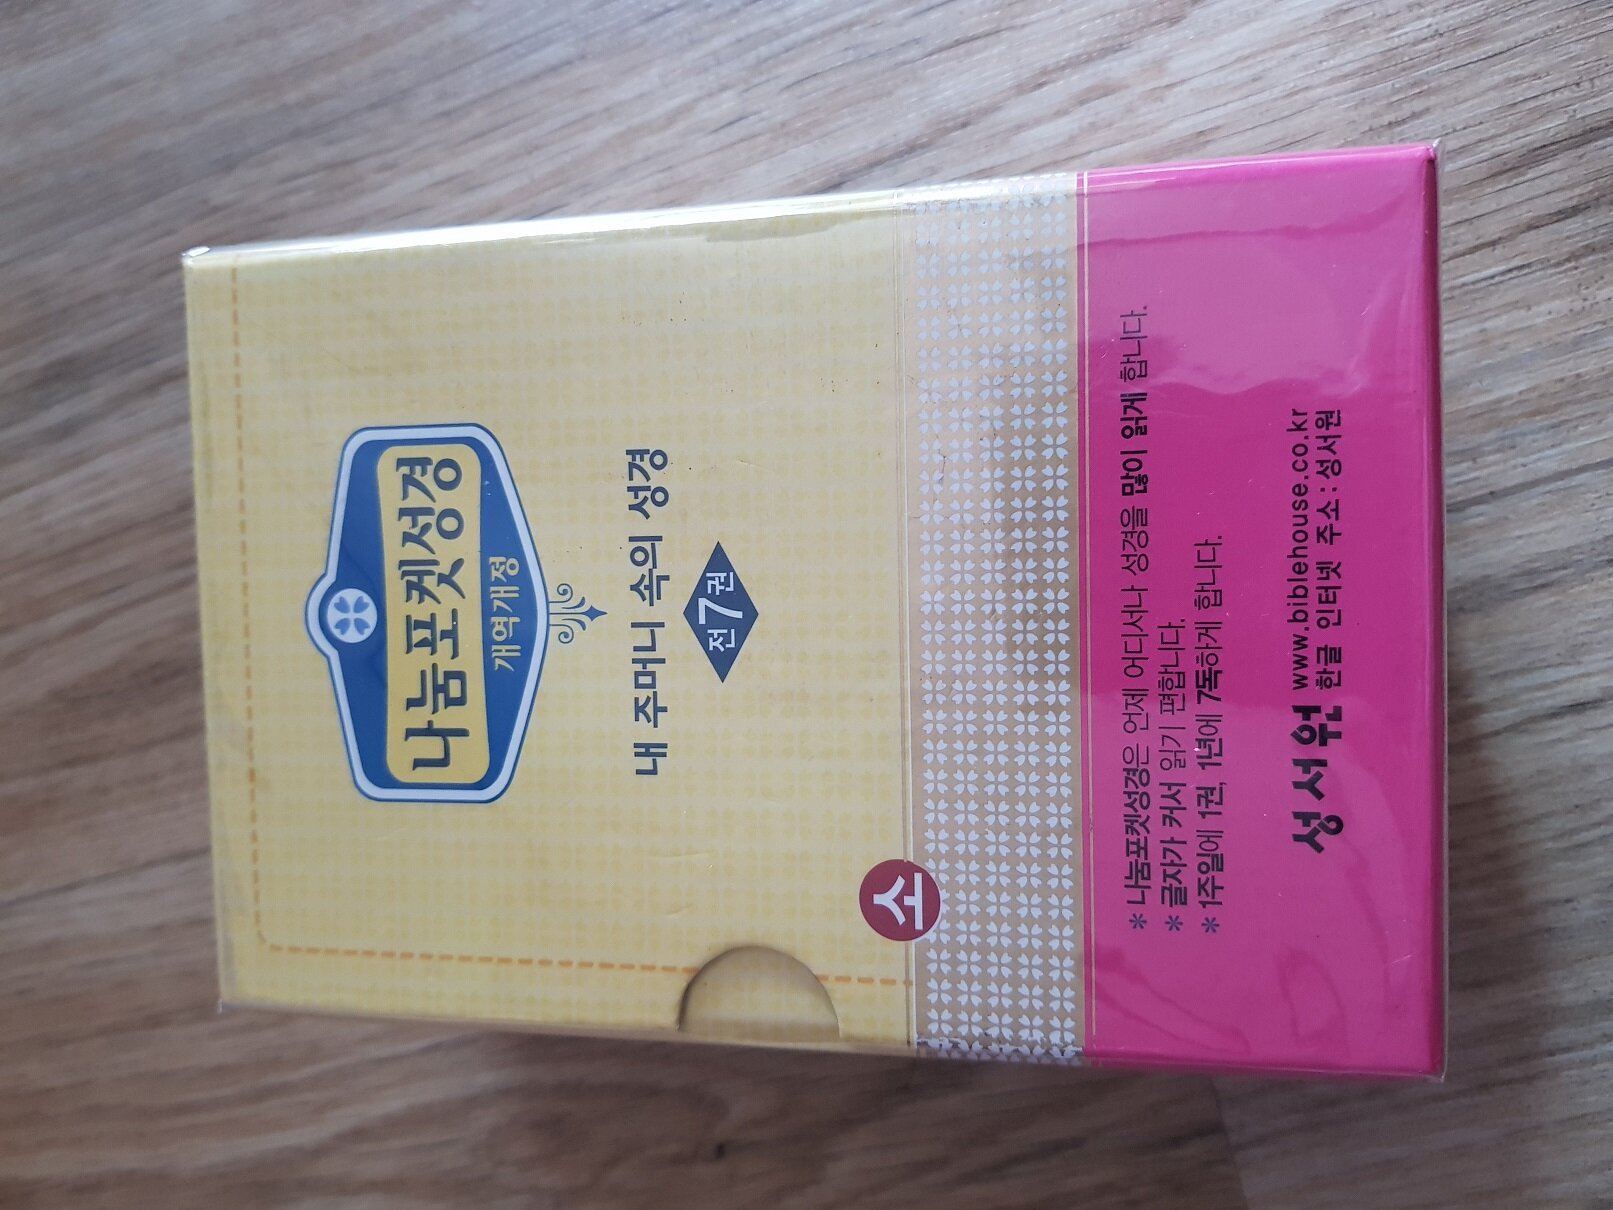 나눔포켓성경
개역개정
내 주머니 속의 성경
전7권
소
*나눔포켓성경은 언제 어디서나 성경을 많이 읽게 합니다.
*글자가 커서 읽기 편합니다.
*1주일에 1권, 1년에 7독하게 합니다.
성서원 www.biblehouse.co.kr
한글 인터넷 주소 : 성서원